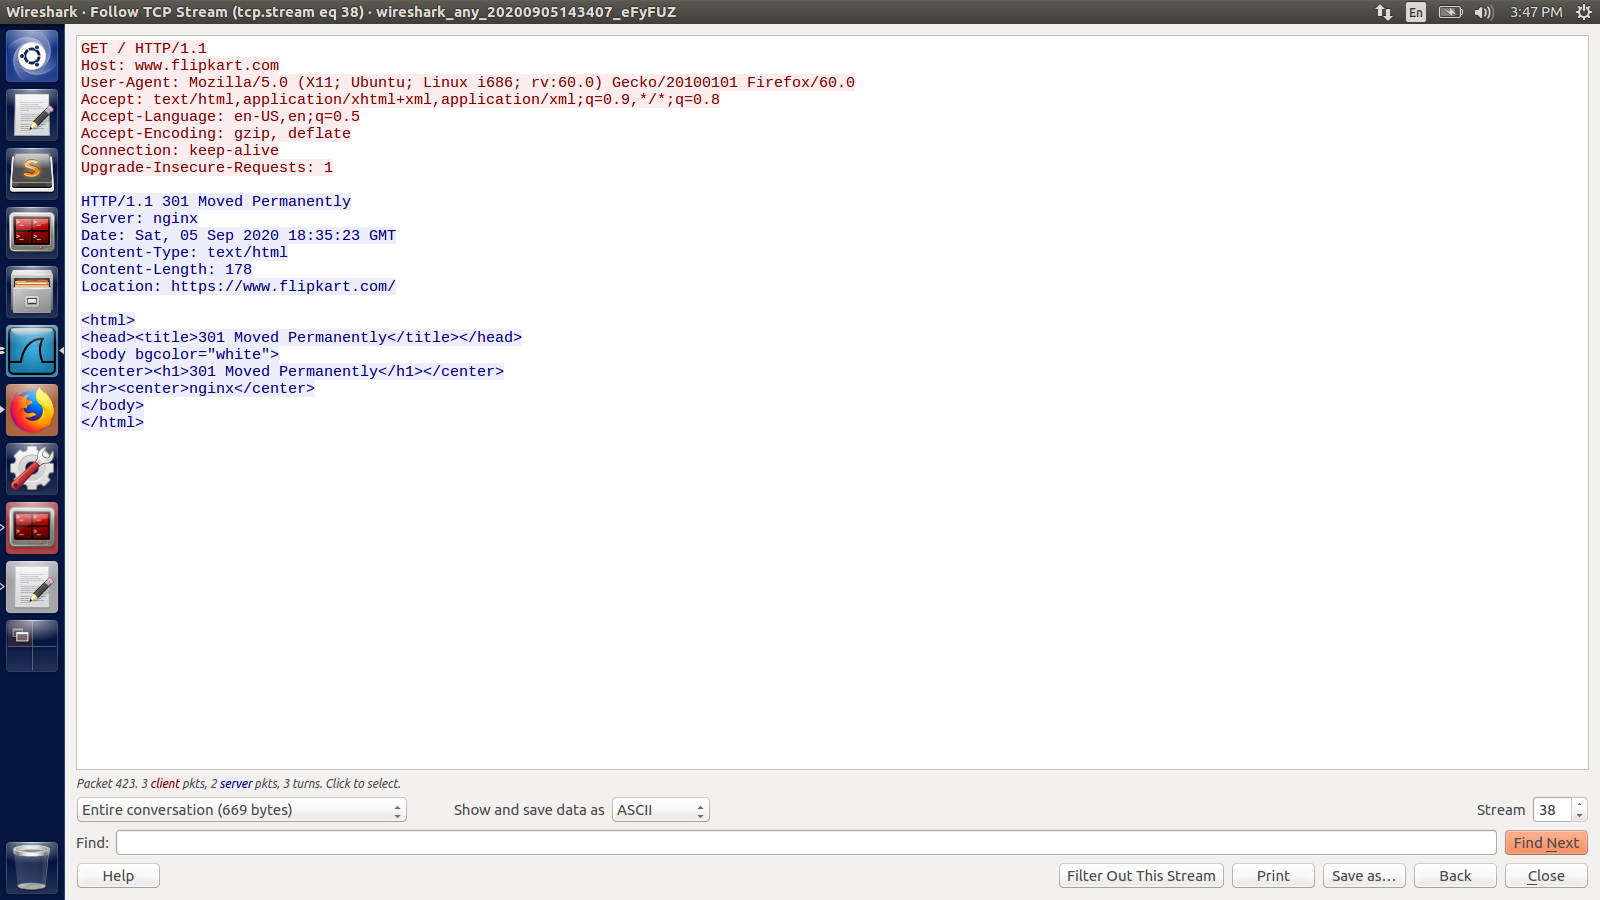 Wireshark · Follow TCP Stream (tcp.stream eq 38) · wireshark_any_20200905143407_eFyFUZ
En
3:47 PM
GET / HTTP/1.1
Host: www.flipkart.com
User-Agent: Mozilla/5.0 (X11; Ubuntu; Linux i686; rv:60.0) Gecko/20100101 Firefox/60.0
Accept: text/html,application/xhtml+xml,application/xml;q=0.9,*/*;q=0.8
Accept-Language: en-US,en;q=0.5
Accept-Encoding: gzip, deflate
Connection: keep-alive
Upgrade-Insecure-Requests: 1
HTTP/1.1 301 Moved Permanently
Server: nginx
Date: Sat, 05 Sep 2020 18:35:23 GMT
Content-Type: text/html
Content-Length: 178
Location: https://www.flipkart.com/
<html>
<head><title>301 Moved Permanently</title></head>
<body bgcolor="white">
<center><h1>301 Moved Permanently</h1></center>
<hr><center>nginx</center>
</body>
</html>
Packet 423. 3 client pkts, 2 server pkts, 3 turns. Click to select.
Entire conversation (669 bytes)
Show and save data as ASCII
Stream 38
Find:
Find Next
Help
Filter Out This Stream
Print
Save as…
Back
Close